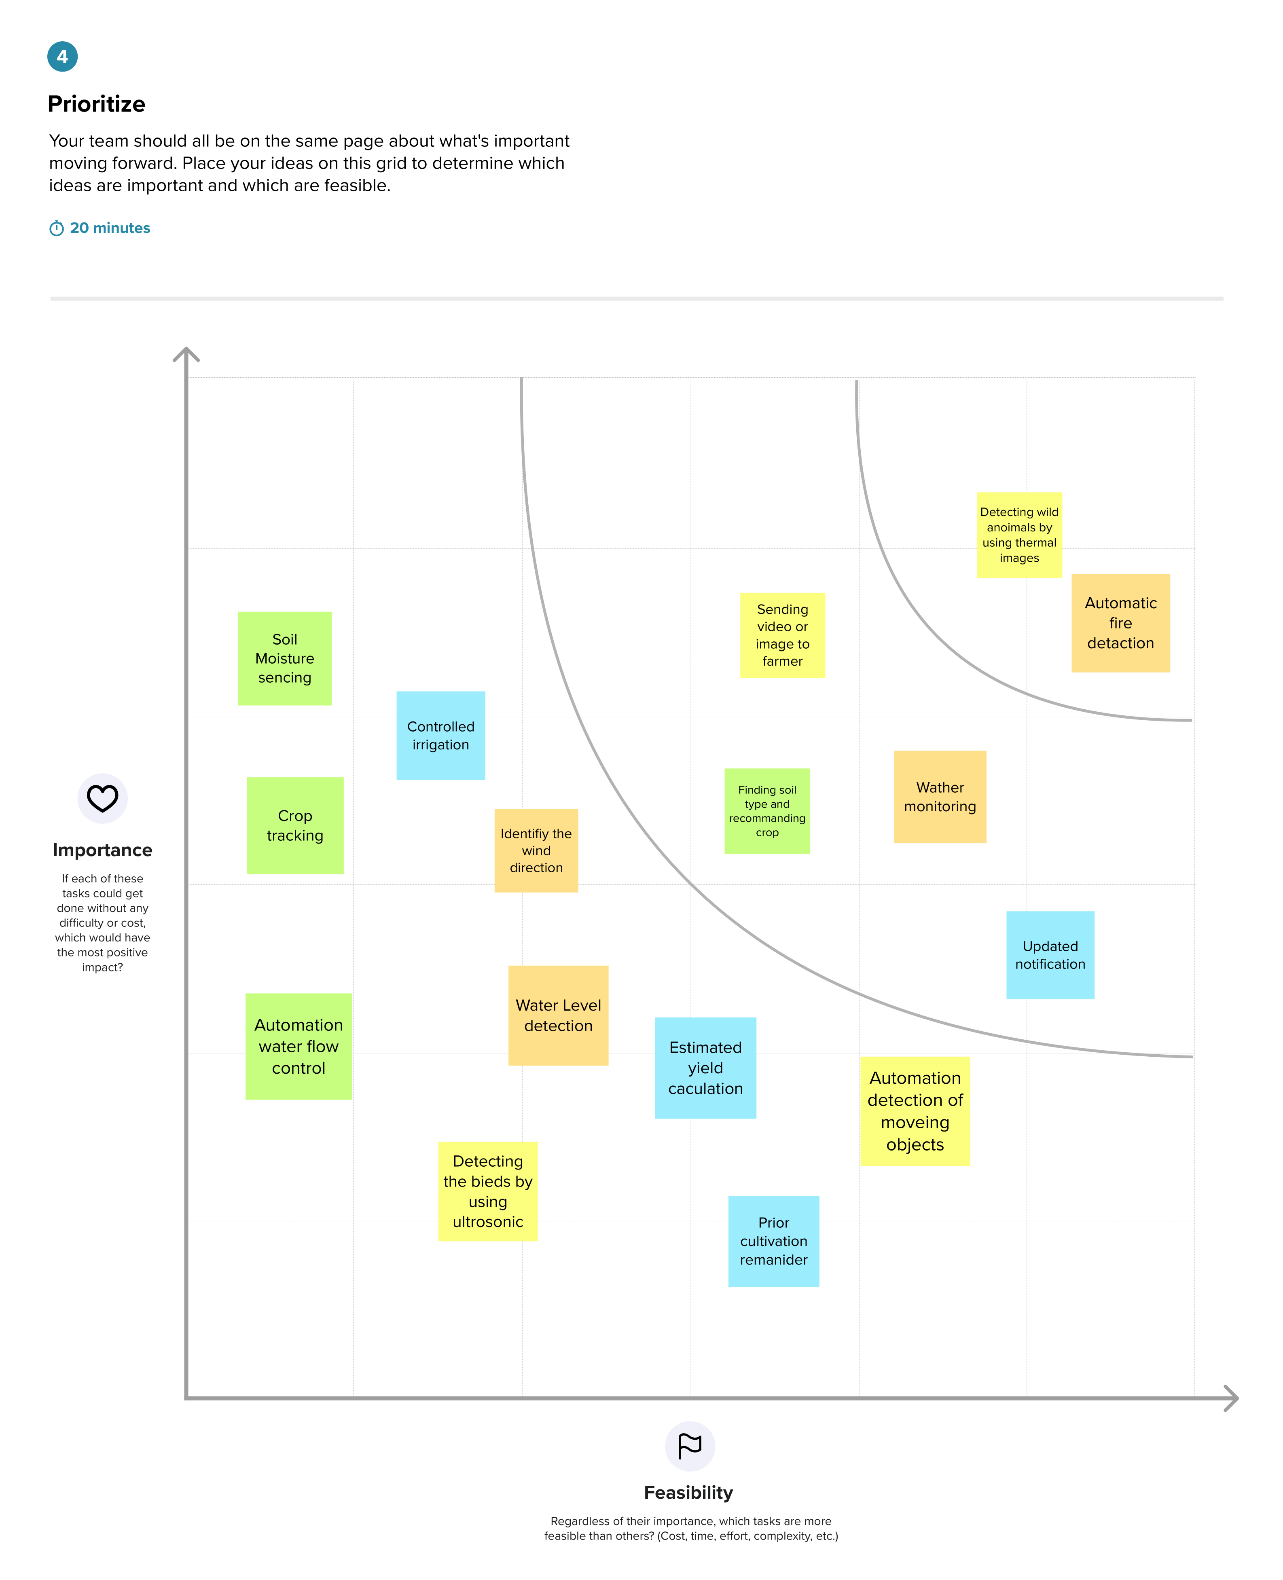 4
Prioritize
Your team should all be on the same page about what's important
moving forward. Place your ideas on this grid to determine which
ideas are important and which are feasible.
20 minutes
Detecting wild
anoimals by
using thermal
images
Automatic
fire
detaction
Sending
video or
image to
farmer
Soil
Moisture
sencing
Controlled
irrigation
Finding soil
type and
recommanding
crop
Wather
monitoring
Crop
tracking
Identifiy the
wind
direction
Importance
If each of these
tasks could get
done without any
difficulty or cost,
which would have
the most positive
impact?
Updated
notification
Water Level
detection
Automation
water flow
control
Estimated
yield
caculation
Automation
detection of
moveing
objects
Detecting
the bieds by
using
ultrosonic
Prior
cultivation
remanider
Feasibility
Regardless of their importance, which tasks are more
feasible than others? (Cost, time, effort, complexity, etc.)